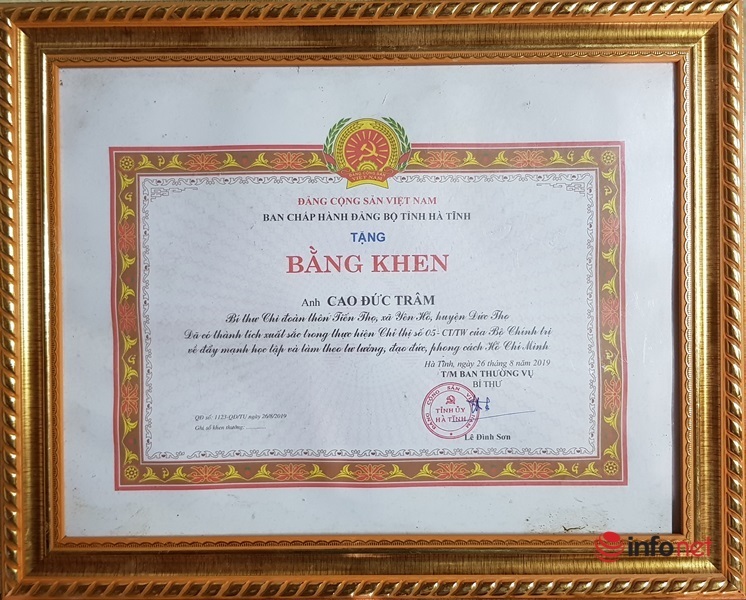 ĐẢNG CỘNG SẢN VIỆT NAM
BAN CHẤP HÀNH ĐẢNG BỘ TỈNH HÀ TĨNH
TẶNG
BẰNG KHEN
Anh CAO ĐỨC TRÂM
Bí thư Chi đoàn thôn Tiến Thọ, xã Yên Hồ, huyện Đức Thọ
Đã có thành tích xuất sắc trong thực hiện Chỉ thị số 05 - CT/TW của Bộ Chính trị
về đẩy mạnh học tập và làm theo tư tưởng, đạo đức, phong cách Hồ Chí Minh
Hà Tĩnh, ngày 26 tháng 8 năm 2019
T/M BAN THƯỜNG VỤ
BÍ THƯ
ĐẢNG CỘNG SẢN VIỆT NAM
TỈNH ỦY
HÀ TĨNH
QĐ số: 1123-QĐ/TU ngày 26/8/2019
Ghi sổ khen thưởng: ..........
Lê Đình Sơn
infonet